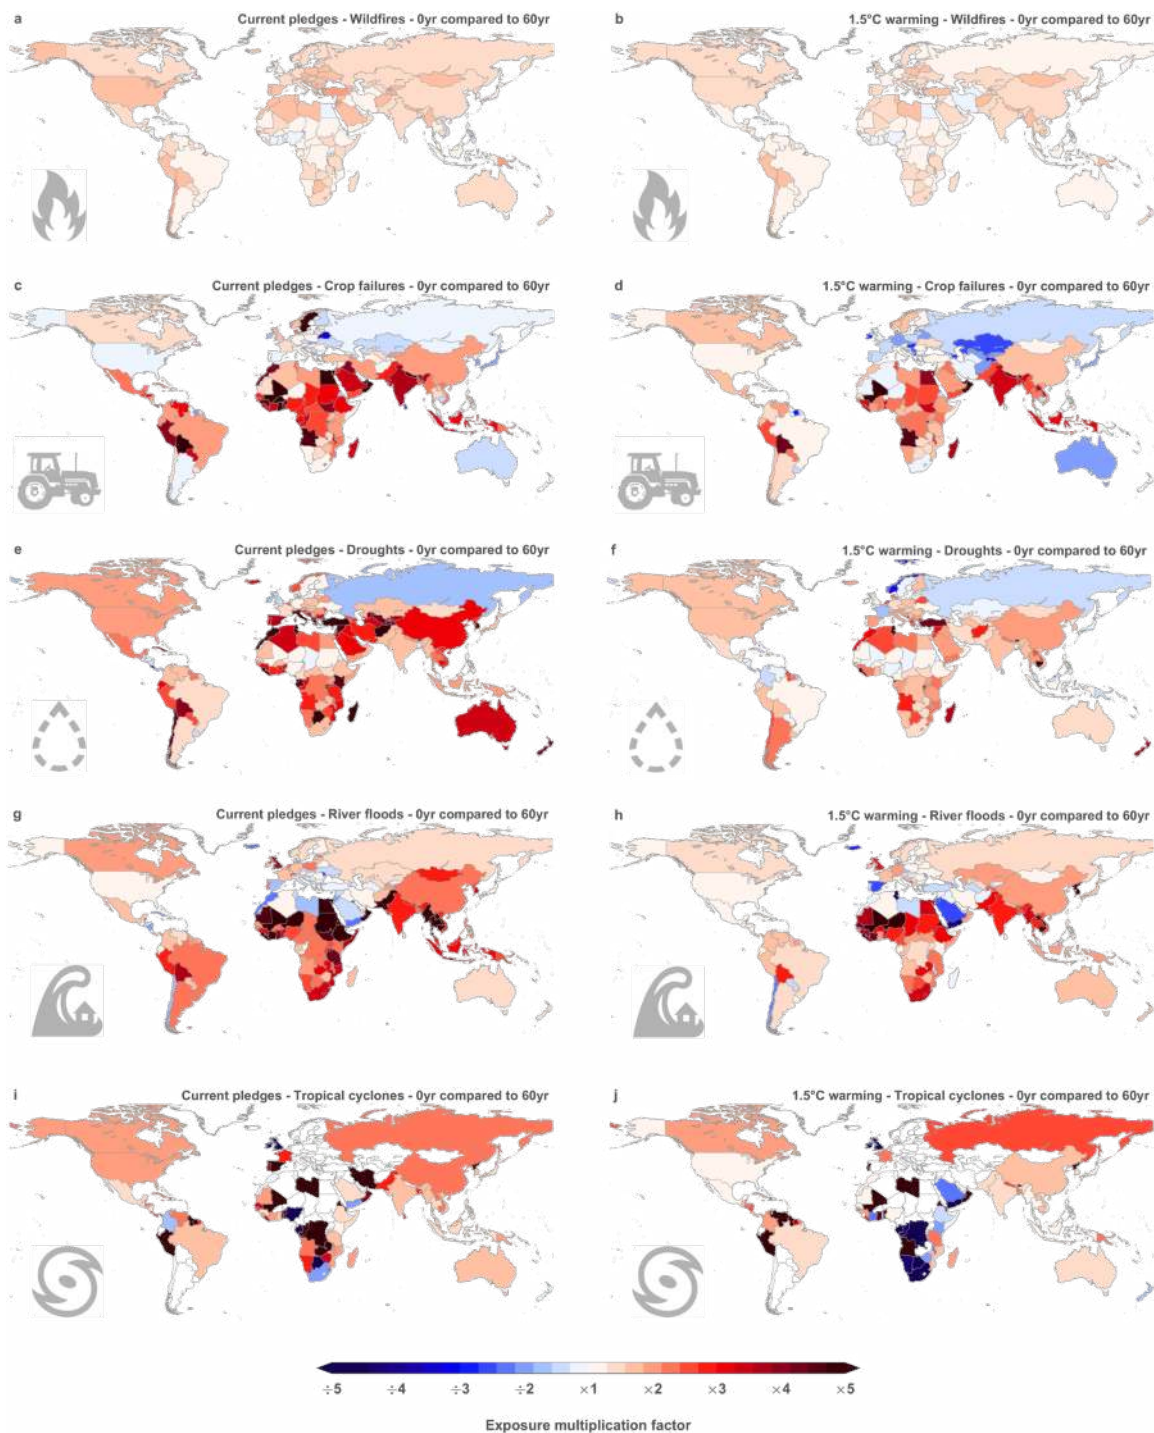 a Current pledges - Wildfires - 0yr compared to 60yr
b 1.5°C warming - Wildfires - 0yr compared to 60yr
c Current pledges - Crop failures - 0yr compared to 60yr
d 1.5°C warming - Crop failures - 0yr compared to 60yr
e Current pledges - Droughts - 0yr compared to 60yr
f 1.5°C warming - Droughts - 0yr compared to 60yr
g Current pledges - River floods - 0yr compared to 60yr
h 1.5°C warming - River floods - 0yr compared to 60yr
i Current pledges - Tropical cyclones - 0yr compared to 60yr
j 1.5°C warming - Tropical cyclones - 0yr compared to 60yr
÷5 ÷4 ÷3 ÷2 ×1 ×2 ×3 ×4 ×5
Exposure multiplication factor